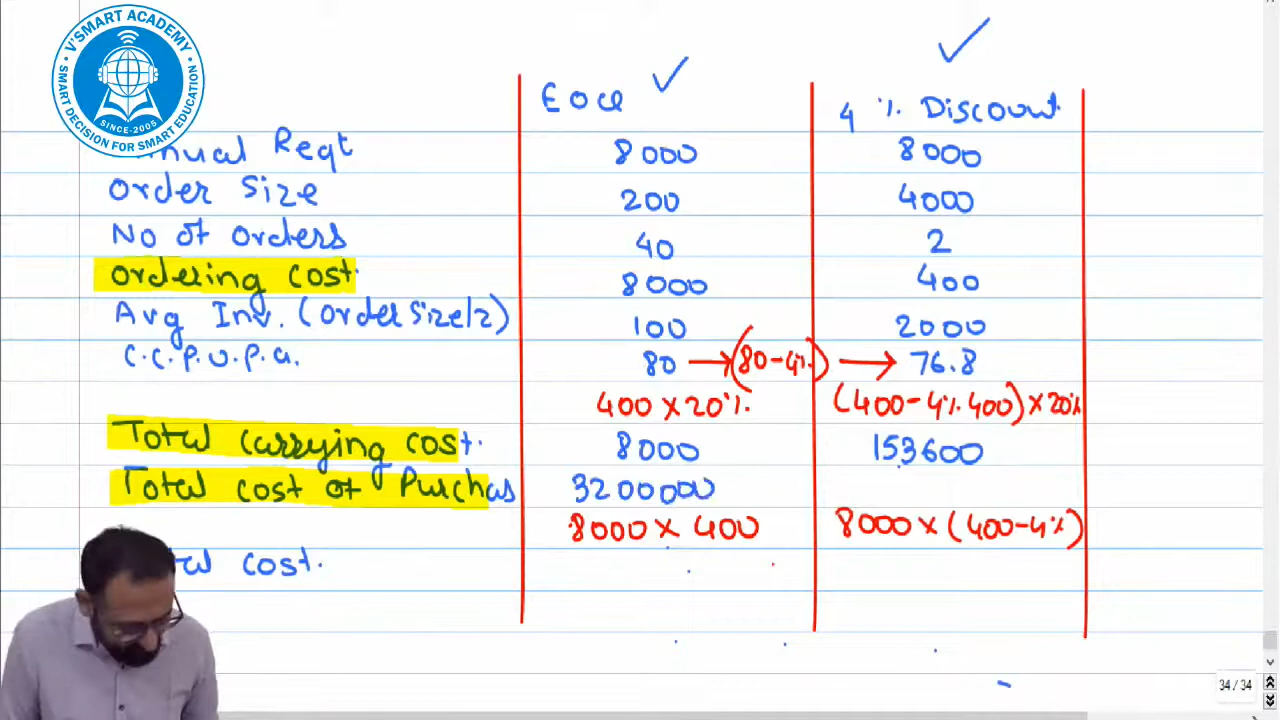 V'SMART ACADEMY
SMART DECISION FOR SMART EDUCATION
SINCE-2005
EOQ 4 % Discount
Reqt 8000 8000
Order Size 200 4000
No of orders 40 2
Ordering Cost 8000 400
Avg Inv. (Order Size/2) 100 2000
C.C.P.U.P.a. 80 → (80-4%) → 76.8
400 × 20% (400-4% 400) × 20%
Total carrying cost. 8000 153600
Total cost of Purchas 3200000
8000 × 400 8000 × (400-4%)
cost.
34 / 34